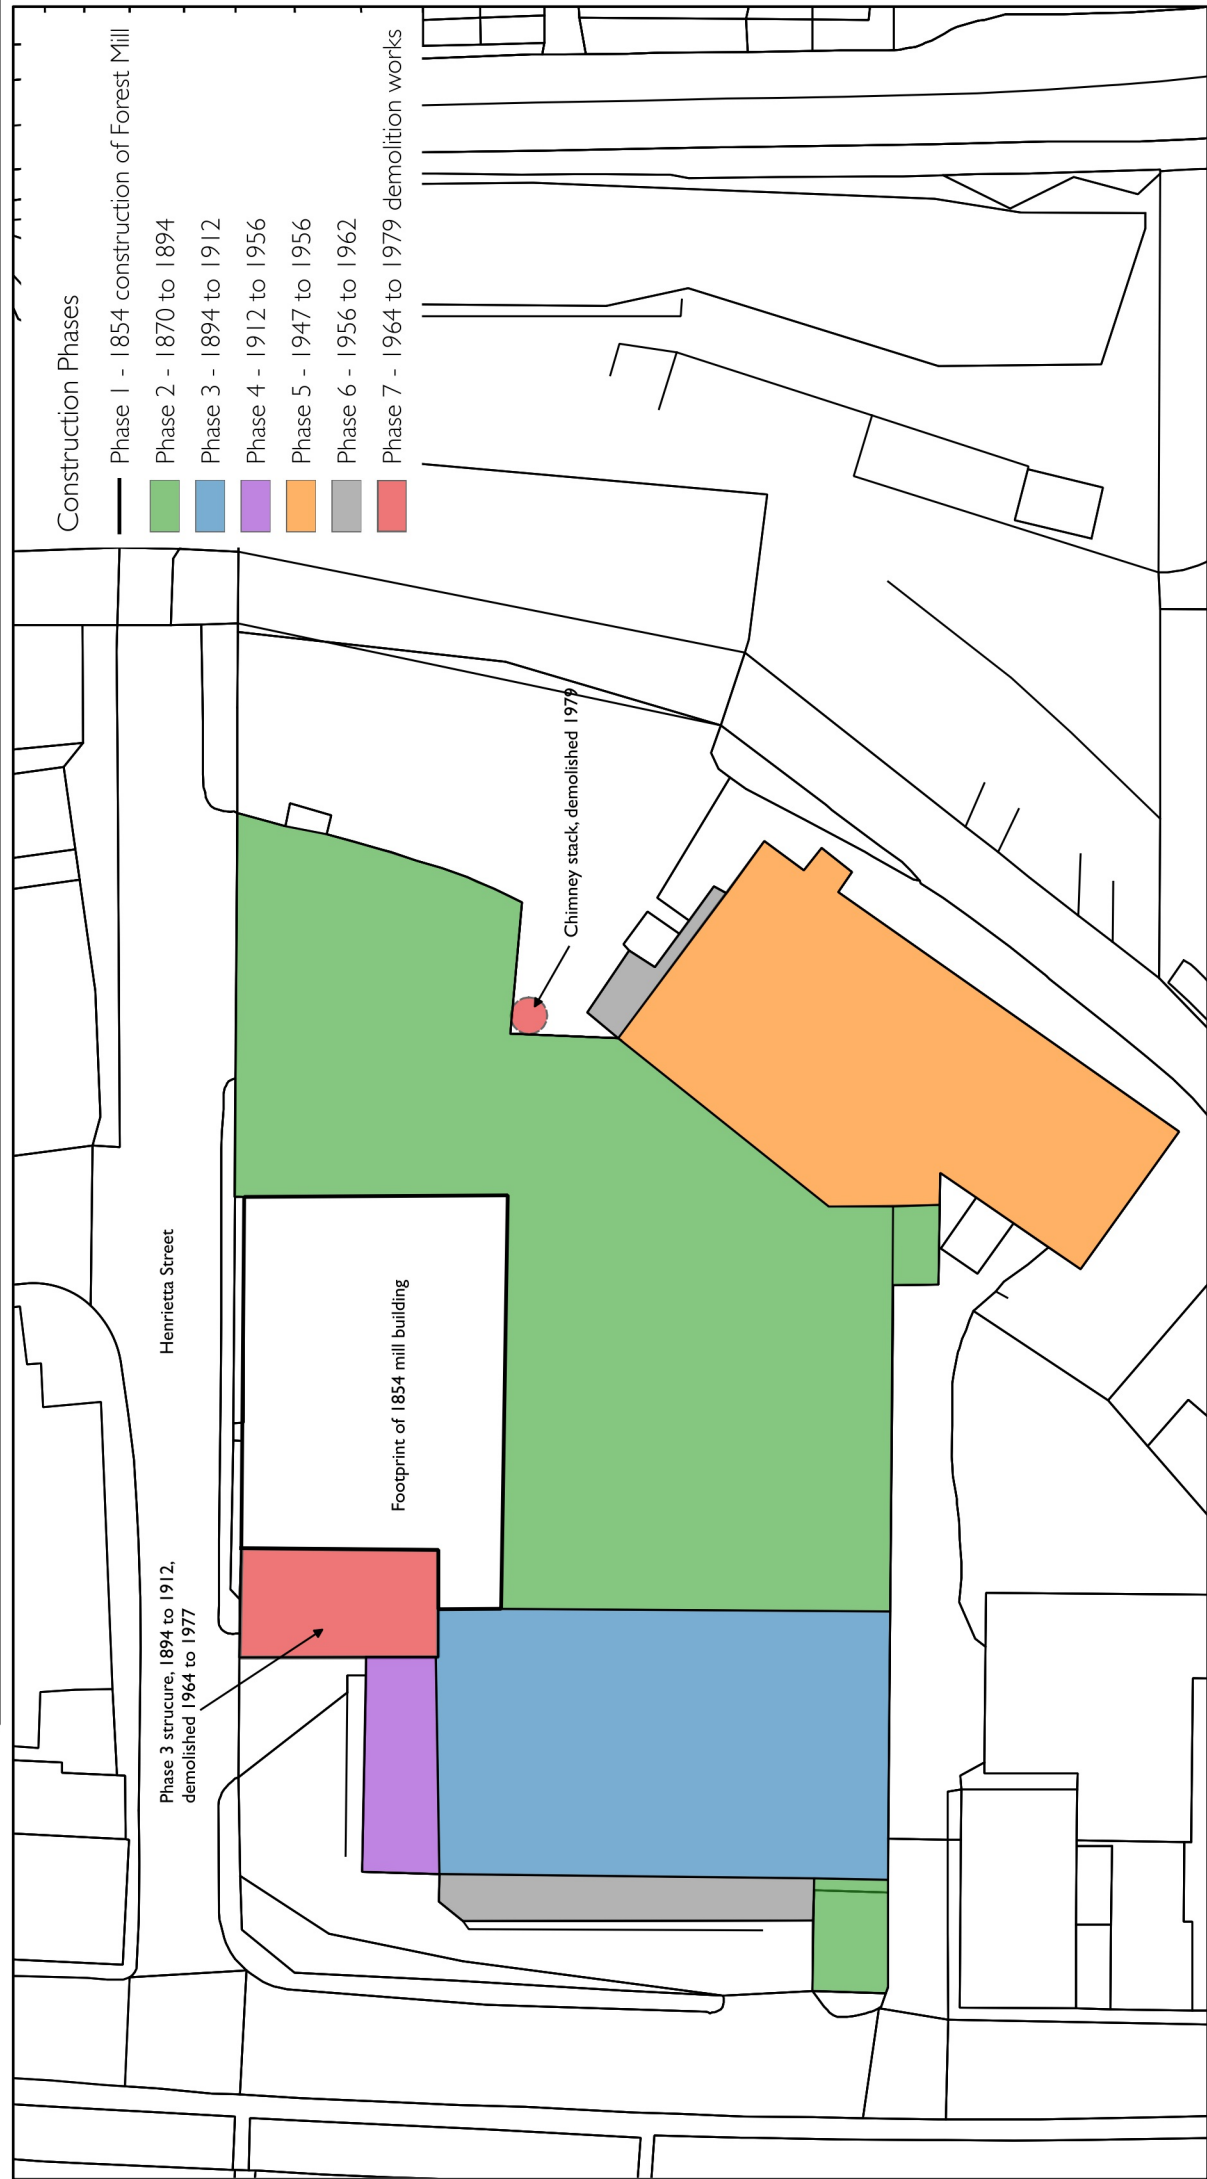 Construction Phases
Phase 1 - 1854 construction of Forest Mill
Phase 2 - 1870 to 1894
Phase 3 - 1894 to 1912
Phase 4 - 1912 to 1956
Phase 5 - 1947 to 1956
Phase 6 - 1956 to 1962
Phase 7 - 1964 to 1979 demolition works
Phase 3 strucure, 1894 to 1912,
demolished 1964 to 1977
Henrietta Street
Footprint of 1854 mill building
Chimney stack, demolished 1979